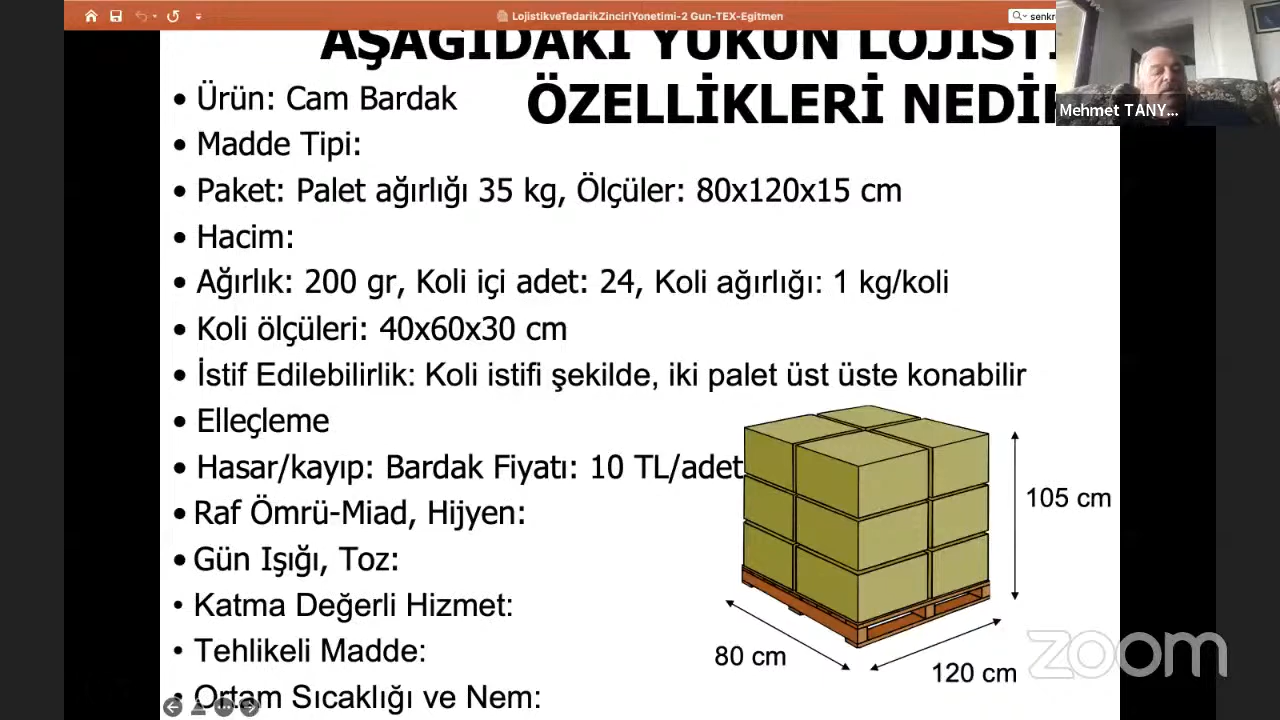 LojistikveTedarikZinciriYonetimi-2 Gun-TEX-Egitmen
senkr
AŞAĞIDAKİ YÜKÜN LOJİSTİ
ÖZELLİKLERİ NEDİR
Mehmet TANY...
• Ürün: Cam Bardak
• Madde Tipi:
• Paket: Palet ağırlığı 35 kg, Ölçüler: 80x120x15 cm
• Hacim:
• Ağırlık: 200 gr, Koli içi adet: 24, Koli ağırlığı: 1 kg/koli
• Koli ölçüleri: 40x60x30 cm
• İstif Edilebilirlik: Koli istifi şekilde, iki palet üst üste konabilir
• Elleçleme
• Hasar/kayıp: Bardak Fiyatı: 10 TL/adet
• Raf Ömrü-Miad, Hijyen:
• Gün Işığı, Toz:
• Katma Değerli Hizmet:
• Tehlikeli Madde:
• Ortam Sıcaklığı ve Nem:
105 cm
80 cm
120 cm
zoom